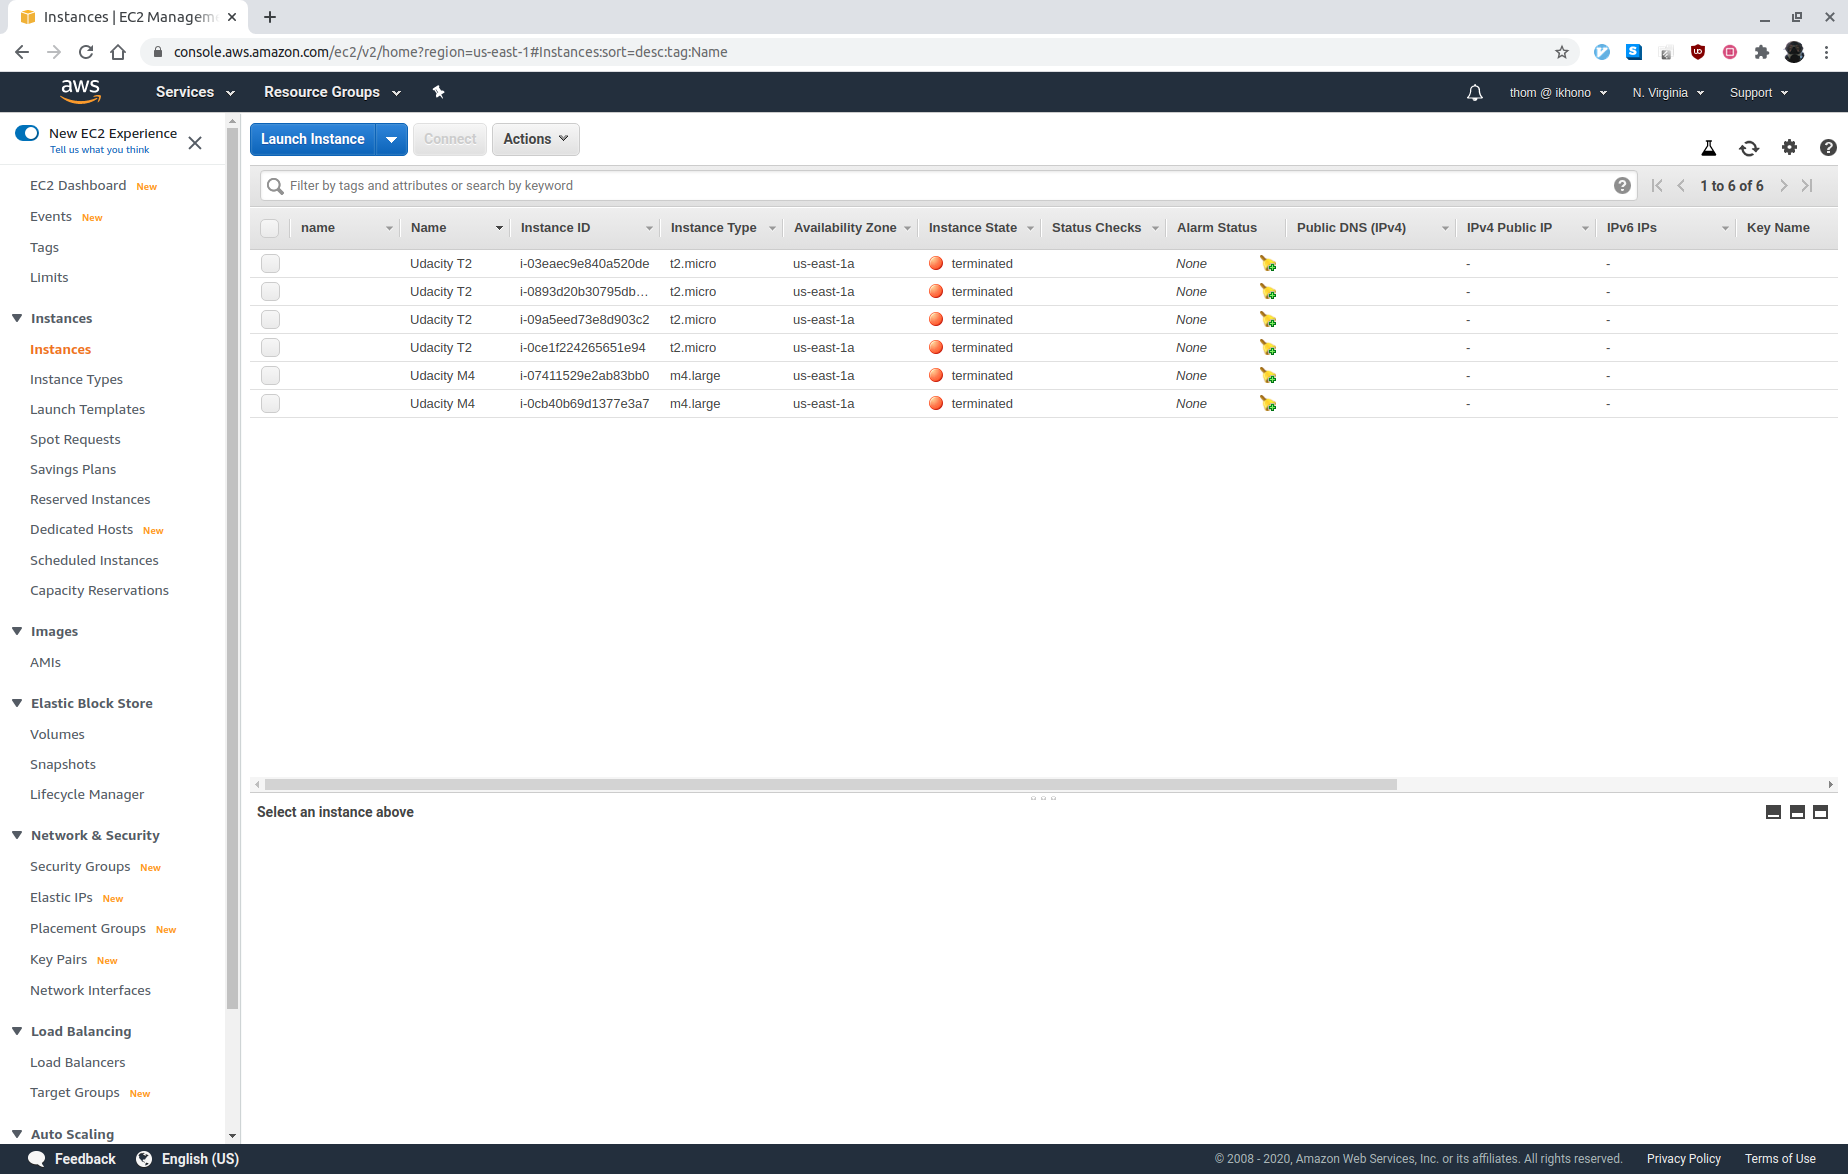 Instances | EC2 Managem
console.aws.amazon.com/ec2/v2/home?region=us-east-1#Instances:sort=desc:tag:Name
aws Services Resource Groups thom @ ikhono N. Virginia Support
New EC2 Experience
Tell us what you think
EC2 Dashboard New
Events New
Tags
Limits
Instances
Instances
Instance Types
Launch Templates
Spot Requests
Savings Plans
Reserved Instances
Dedicated Hosts New
Scheduled Instances
Capacity Reservations
Images
AMIs
Elastic Block Store
Volumes
Snapshots
Lifecycle Manager
Network & Security
Security Groups New
Elastic IPs New
Placement Groups New
Key Pairs New
Network Interfaces
Load Balancing
Load Balancers
Target Groups New
Auto Scaling
Launch Instance Connect Actions
Filter by tags and attributes or search by keyword 1 to 6 of 6
name Name Instance ID Instance Type Availability Zone Instance State Status Checks Alarm Status Public DNS (IPv4) IPv4 Public IP IPv6 IPs Key Name
Udacity T2 i-03eaec9e840a520de t2.micro us-east-1a terminated None - -
Udacity T2 i-0893d20b30795db... t2.micro us-east-1a terminated None - -
Udacity T2 i-09a5eed73e8d903c2 t2.micro us-east-1a terminated None - -
Udacity T2 i-0ce1f224265651e94 t2.micro us-east-1a terminated None - -
Udacity M4 i-07411529e2ab83bb0 m4.large us-east-1a terminated None - -
Udacity M4 i-0cb40b69d1377e3a7 m4.large us-east-1a terminated None - -
Select an instance above
Feedback English (US) © 2008 - 2020, Amazon Web Services, Inc. or its affiliates. All rights reserved. Privacy Policy Terms of Use